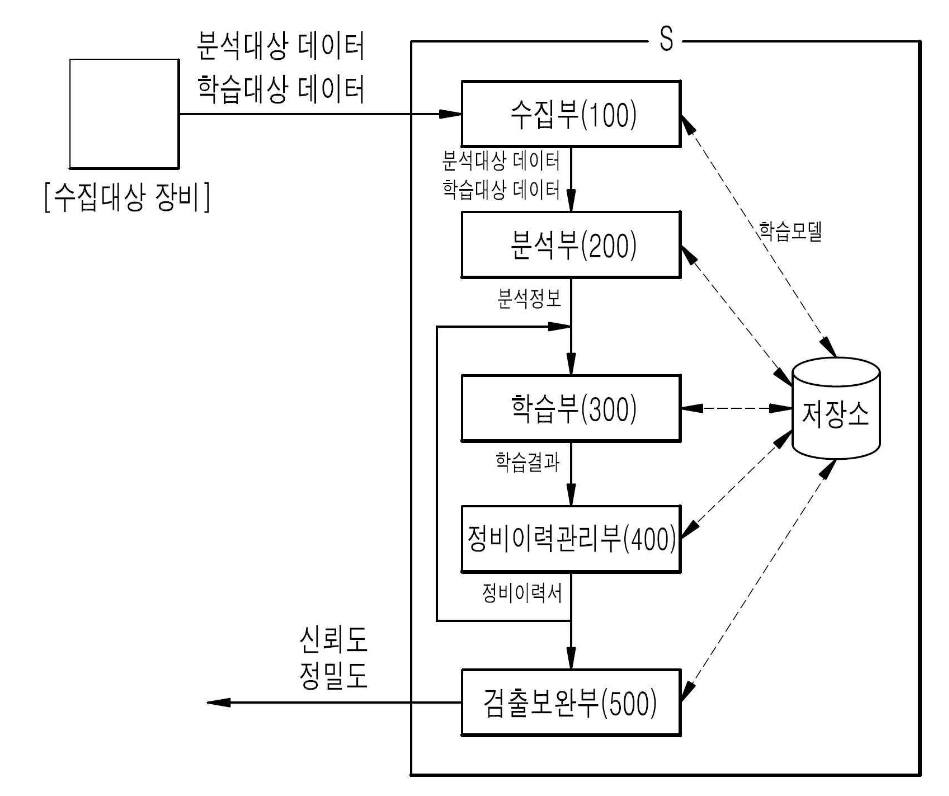 S
분석대상 데이터
학습대상 데이터
[수집대상 장비]
수집부(100)
분석대상 데이터
학습대상 데이터
학습모델
분석부(200)
분석정보
학습부(300)
저장소
학습결과
정비이력관리부(400)
정비이력서
신뢰도
정밀도
검출보완부(500)